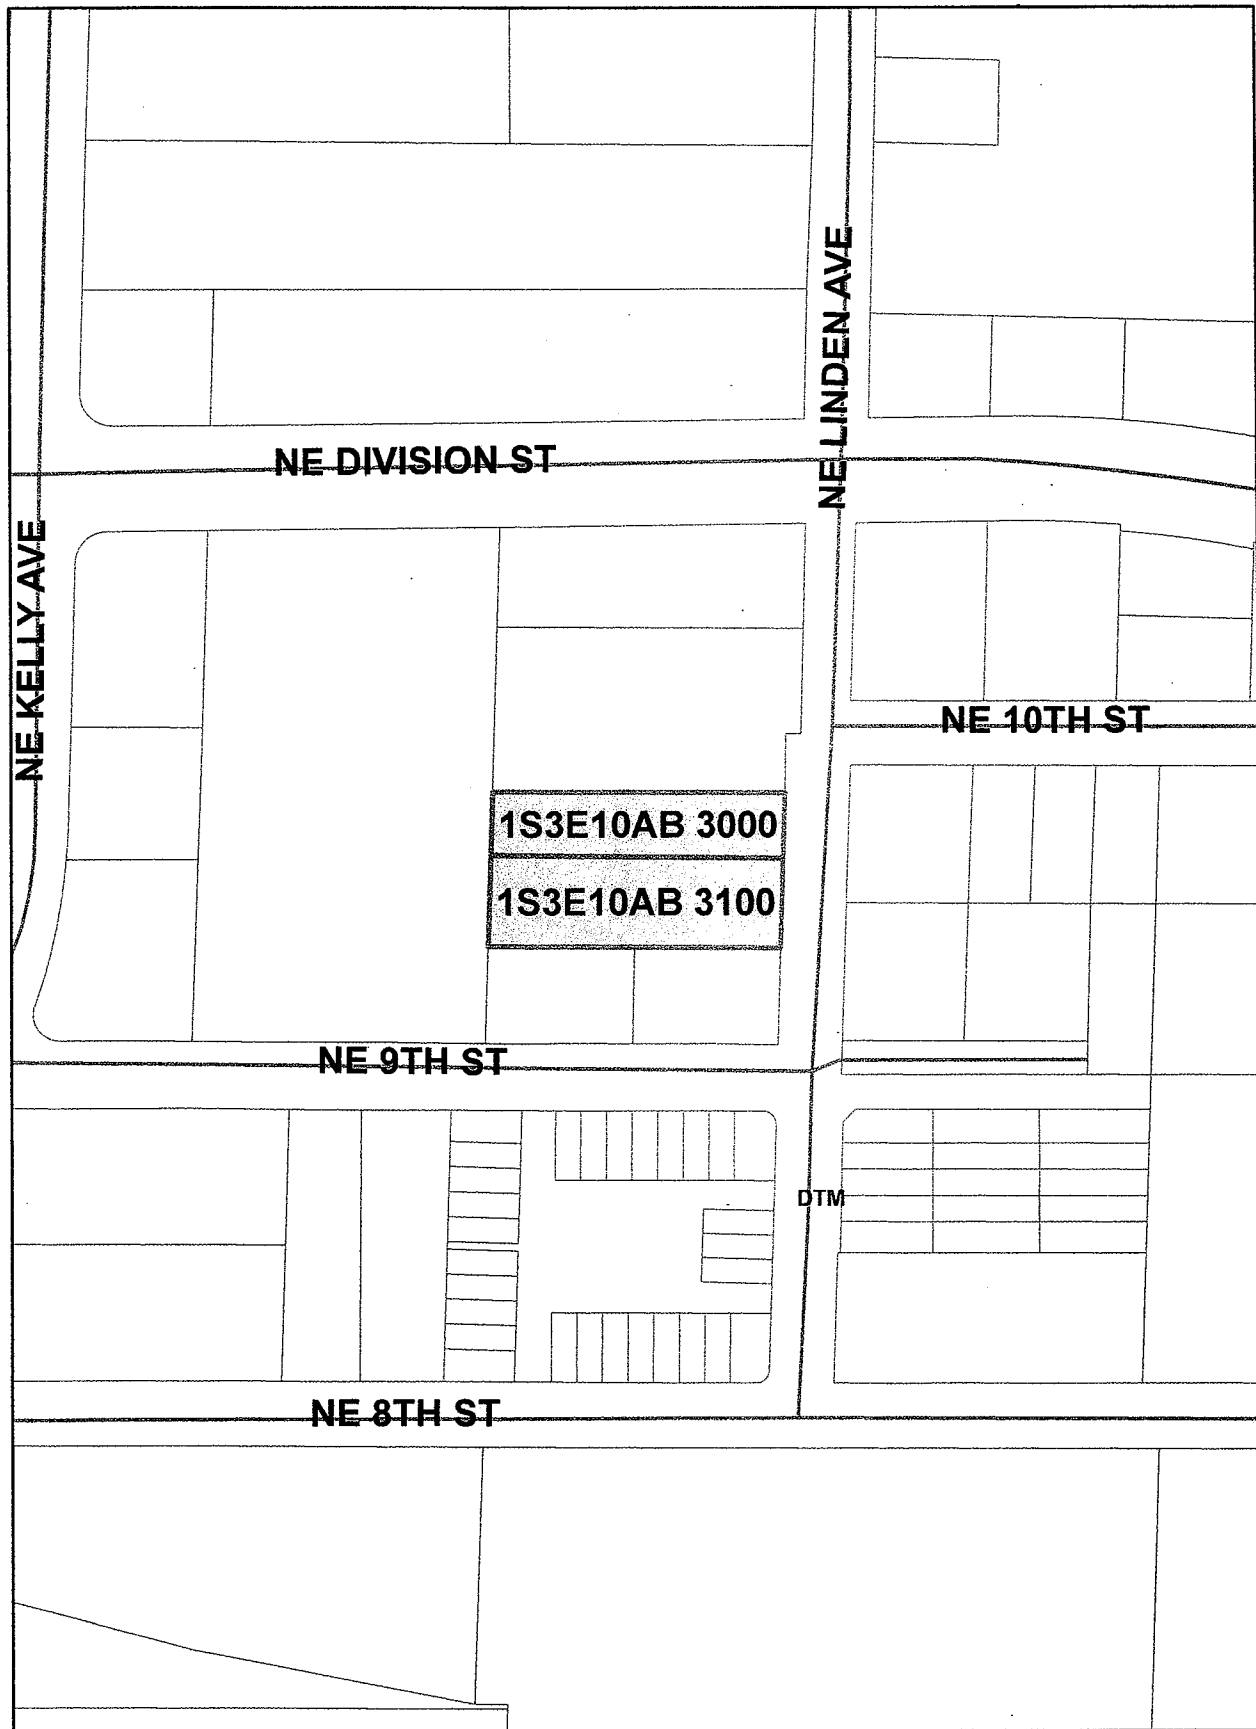 NE LINDEN AVE
NE DIVISION ST
NE KELLY AVE
NE 10TH ST
1S3E10AB 3000
1S3E10AB 3100
NE 9TH ST
DTM
NE 8TH ST